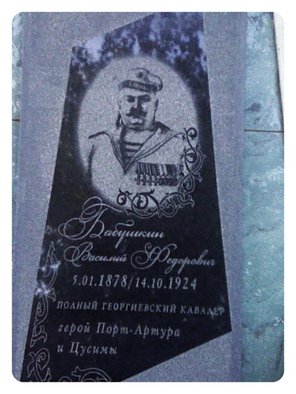 Бабушкин
Василий Федорович
5.01.1878/14.10.1924
ПОЛНЫЙ ГЕОРГИЕВСКИЙ КАВАЛЕР
герой Порт-Артура
и Цусимы